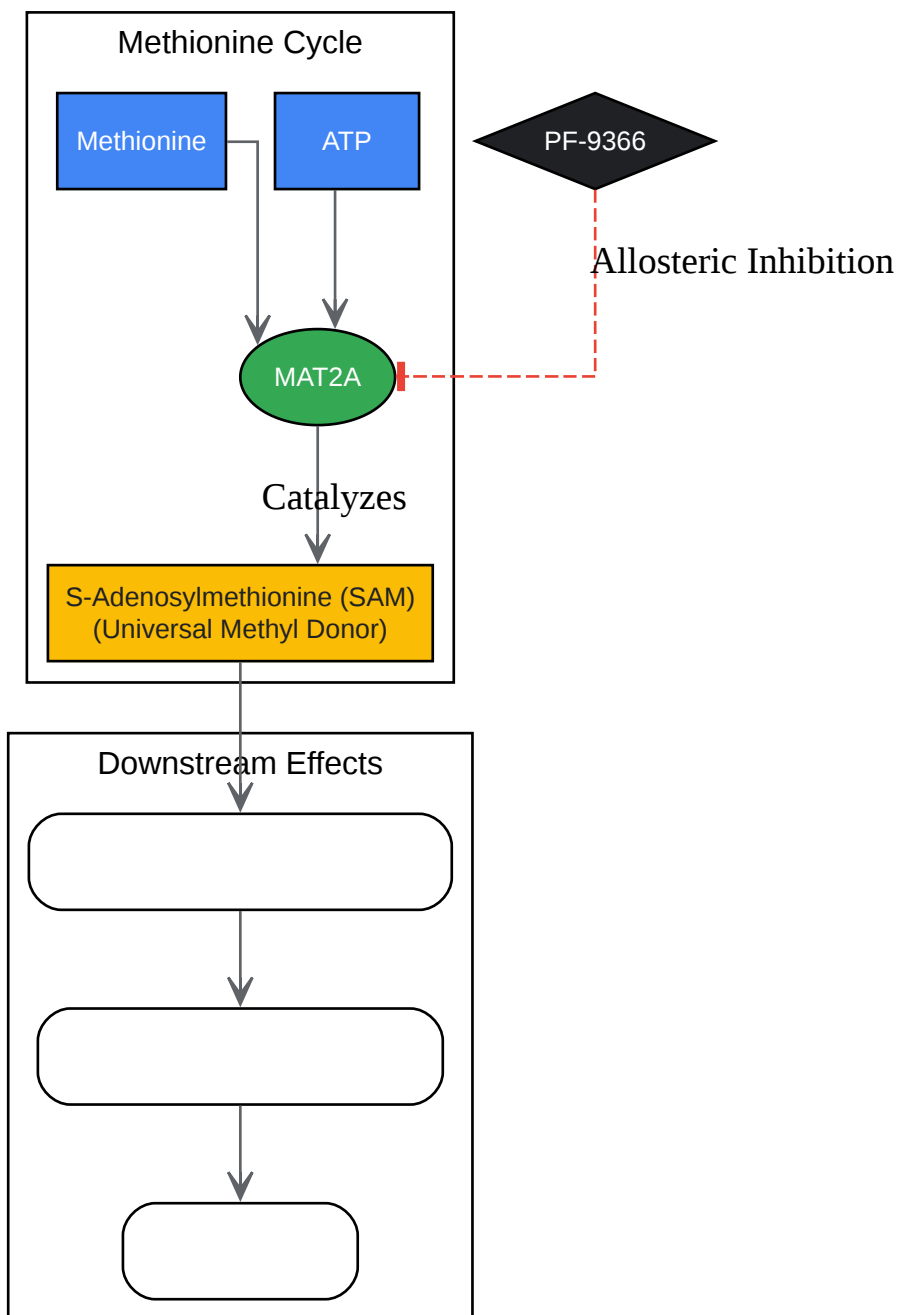 Methionine Cycle
Methionine
ATP
PF-9366
Allosteric Inhibition
MAT2A
Catalyzes
S-Adenosylmethionine (SAM)
(Universal Methyl Donor)
Downstream Effects